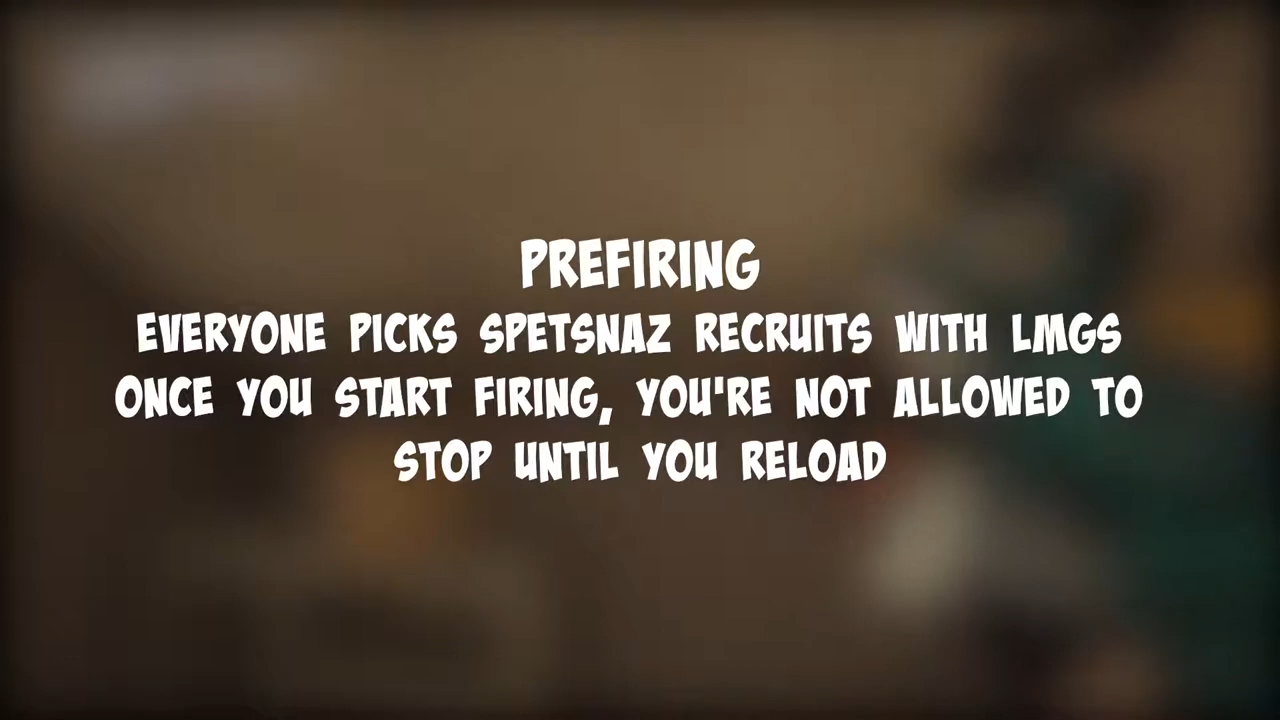 PREFIRING
EVERYONE PICKS SPETSNAZ RECRUITS WITH LMGS
ONCE YOU START FIRING, YOU'RE NOT ALLOWED TO
STOP UNTIL YOU RELOAD